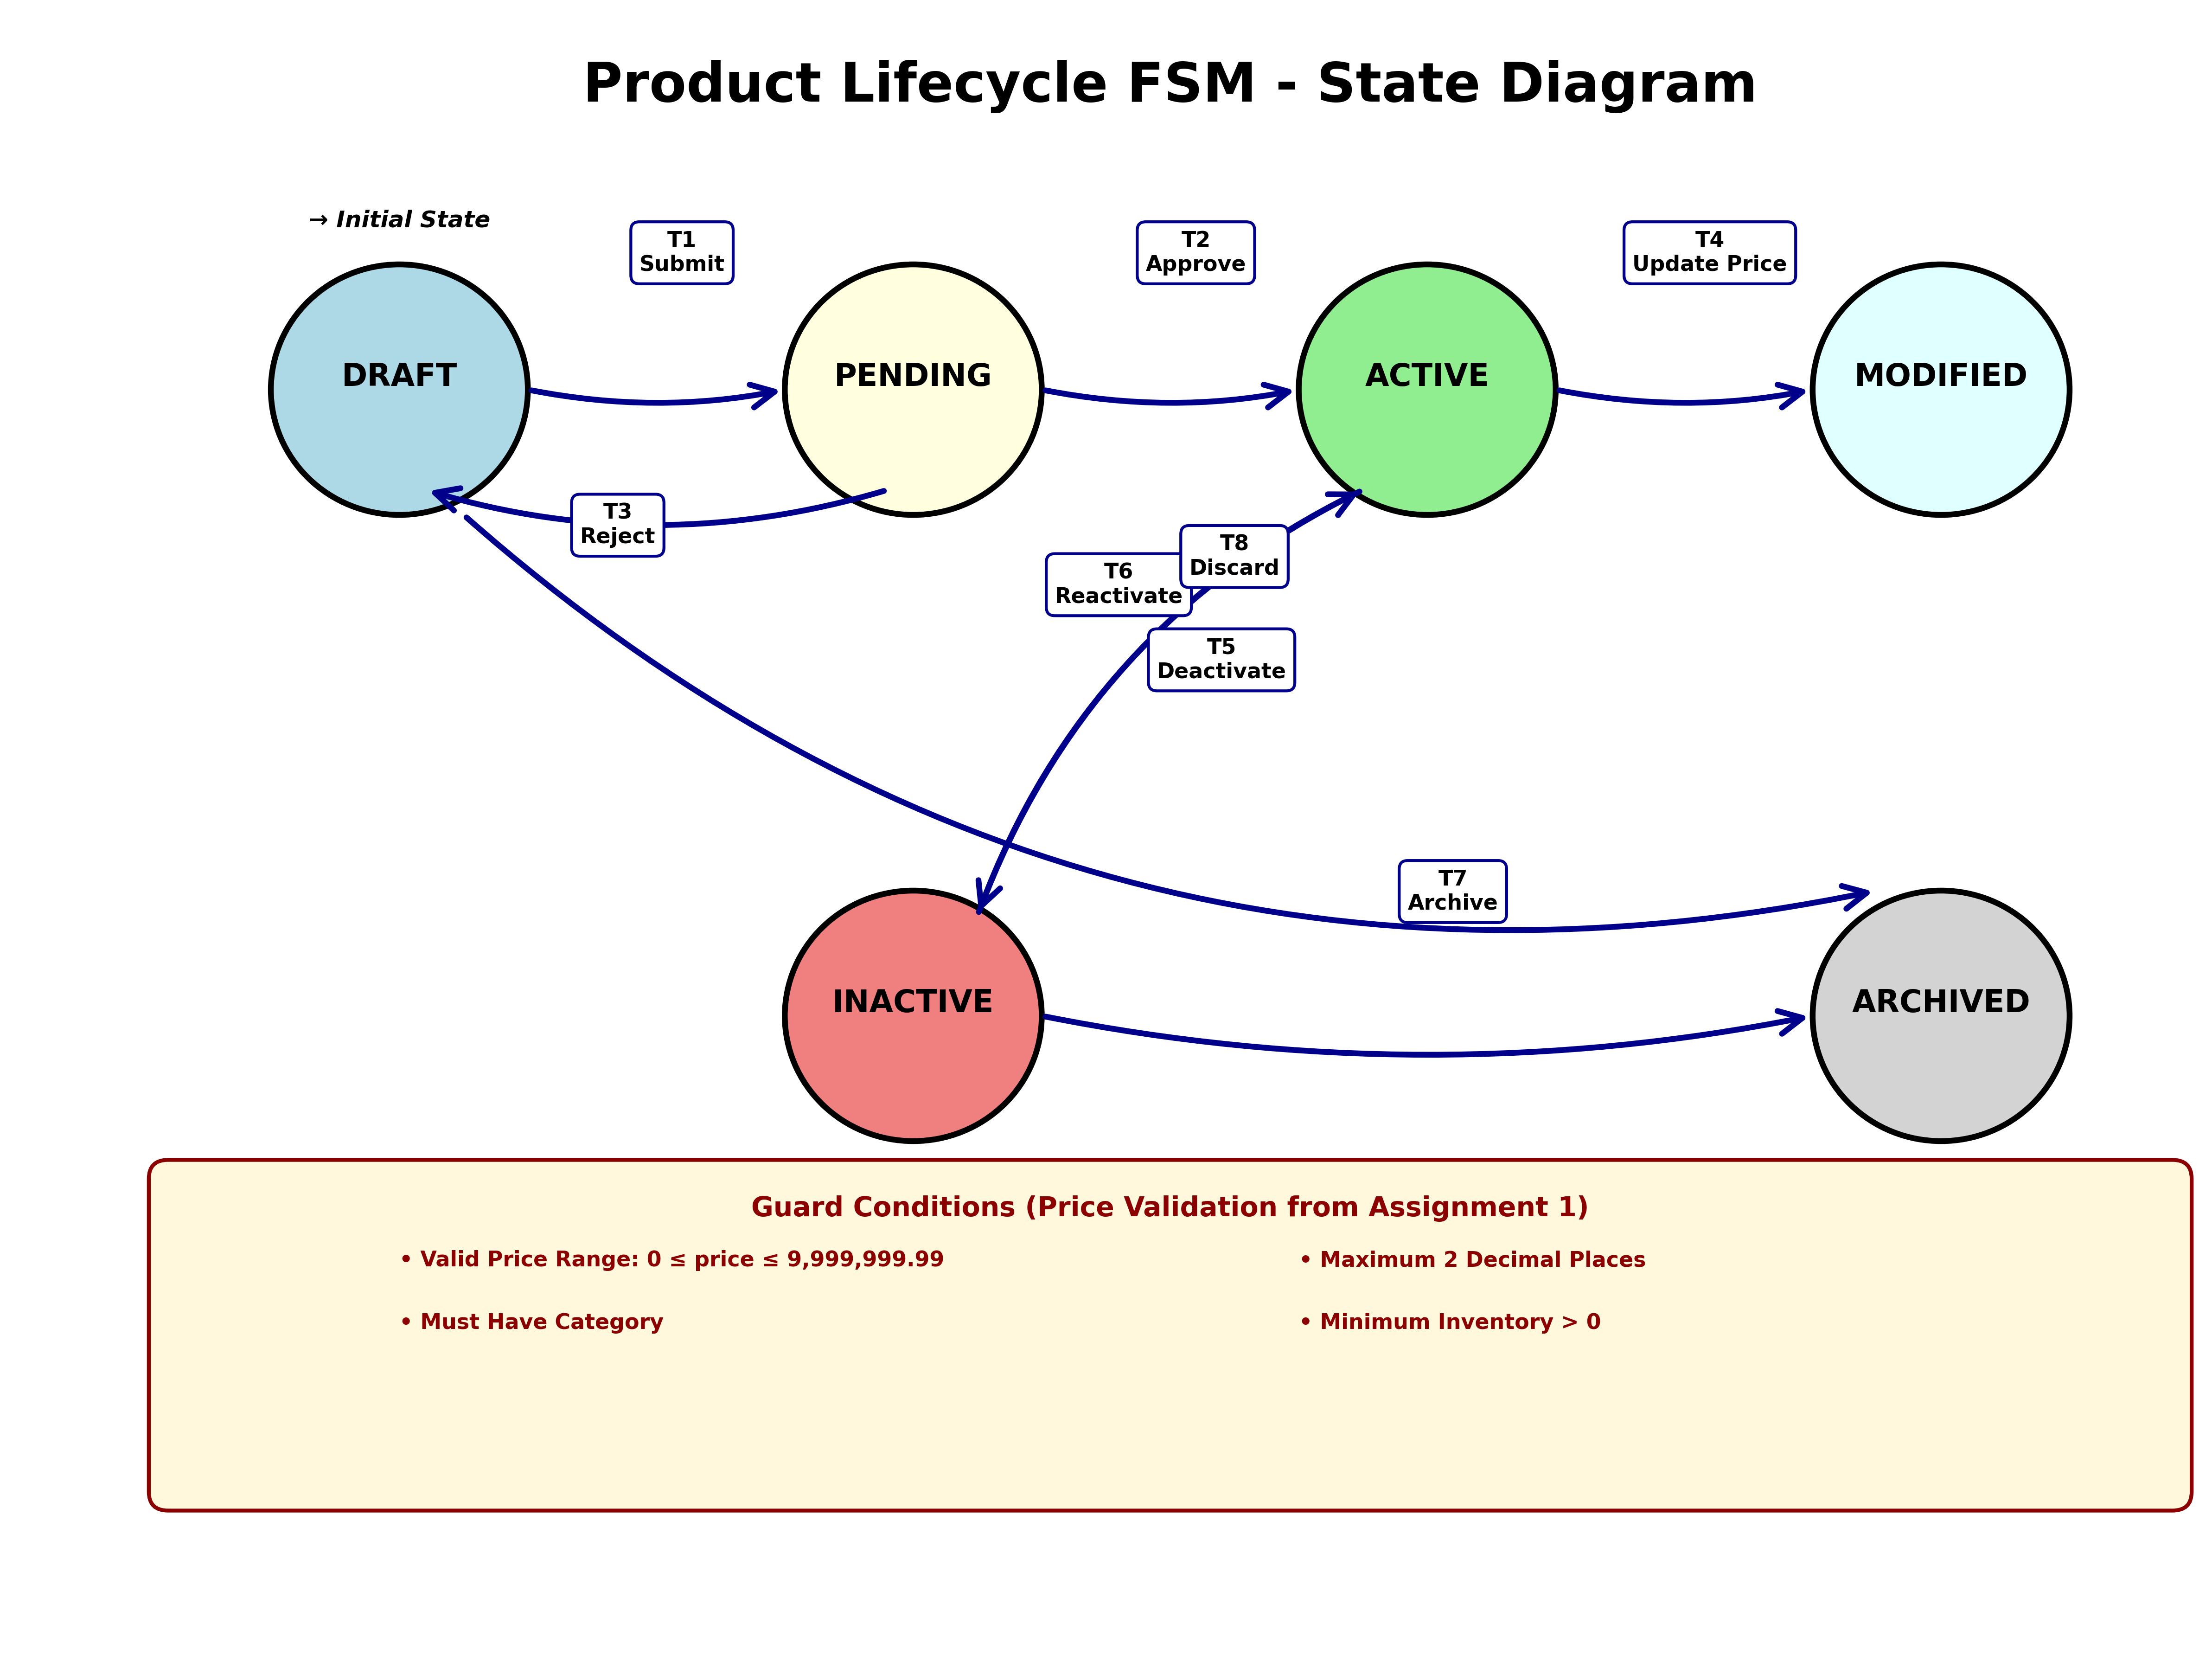 Product Lifecycle FSM - State Diagram
→ Initial State
T1
Submit
T2
Approve
T4
Update Price
DRAFT
PENDING
ACTIVE
MODIFIED
T3
Reject
T8
Discard
T6
Reactivate
T5
Deactivate
T7
Archive
INACTIVE
ARCHIVED
Guard Conditions (Price Validation from Assignment 1)
• Valid Price Range: 0 ≤ price ≤ 9,999,999.99
• Maximum 2 Decimal Places
• Must Have Category
• Minimum Inventory > 0